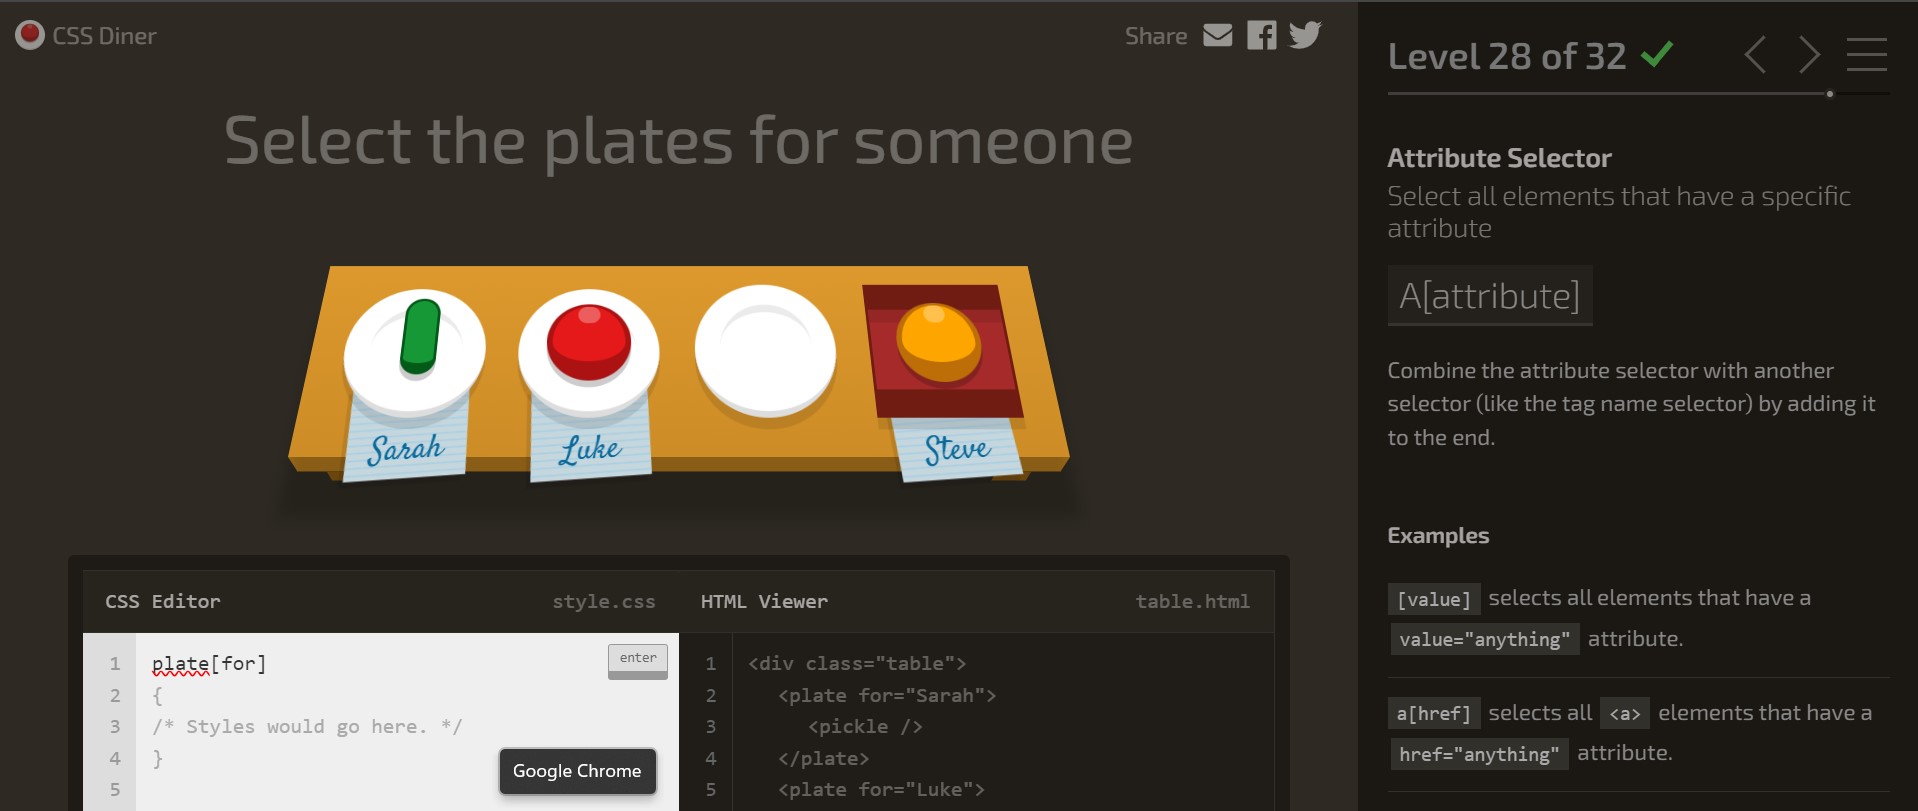 CSS Diner
Share
Select the plates for someone
Sarah
Luke
Steve
CSS Editor
style.css
1 plate[for]
enter
2 {
3 /* Styles would go here. */
4 }
5
Google Chrome
HTML Viewer
table.html
1 <div class="table">
2 <plate for="Sarah">
3 <pickle />
4 </plate>
5 <plate for="Luke">
Level 28 of 32
Attribute Selector
Select all elements that have a specific
attribute
A[attribute]
Combine the attribute selector with another
selector (like the tag name selector) by adding it
to the end.
Examples
[value] selects all elements that have a
value="anything" attribute.
a[href] selects all <a> elements that have a
href="anything" attribute.